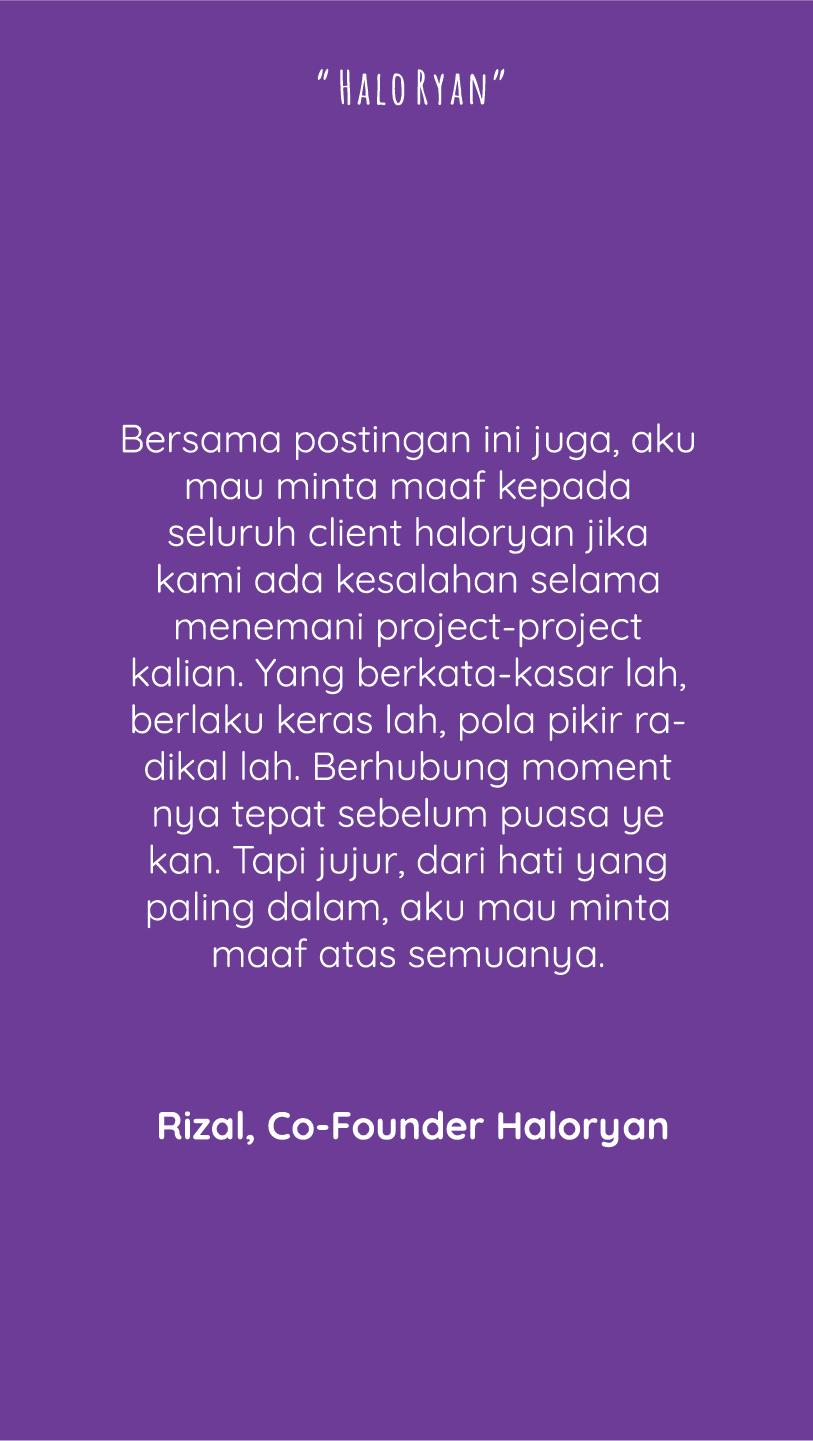 “Halo Ryan”
Bersama postingan ini juga, aku
mau minta maaf kepada
seluruh client haloryan jika
kami ada kesalahan selama
menemani project-project
kalian. Yang berkata-kasar lah,
berlaku keras lah, pola pikir ra-
dikal lah. Berhubung moment
nya tepat sebelum puasa ye
kan. Tapi jujur, dari hati yang
paling dalam, aku mau minta
maaf atas semuanya.
Rizal, Co-Founder Haloryan